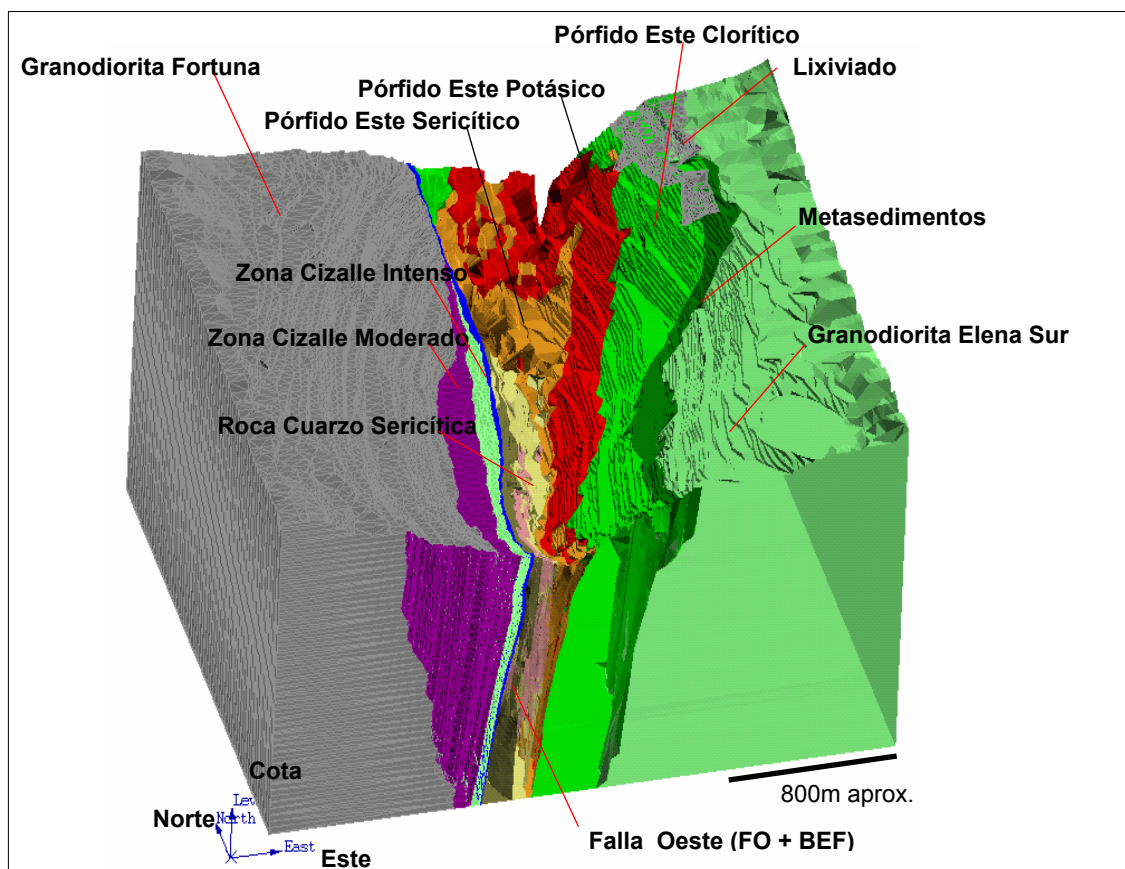 Pórfido Este Clorítico
Granodiorita Fortuna
Lixiviado
Pórfido Este Potásico
Pórfido Este Sericítico
Metasedimentos
Zona Cizalle Intenso
Zona Cizalle Moderado
Granodiorita Elena Sur
Roca Cuarzo Sericítica
Cota
800m aprox.
Norte
North
East
Este
Falla Oeste (FO + BEF)